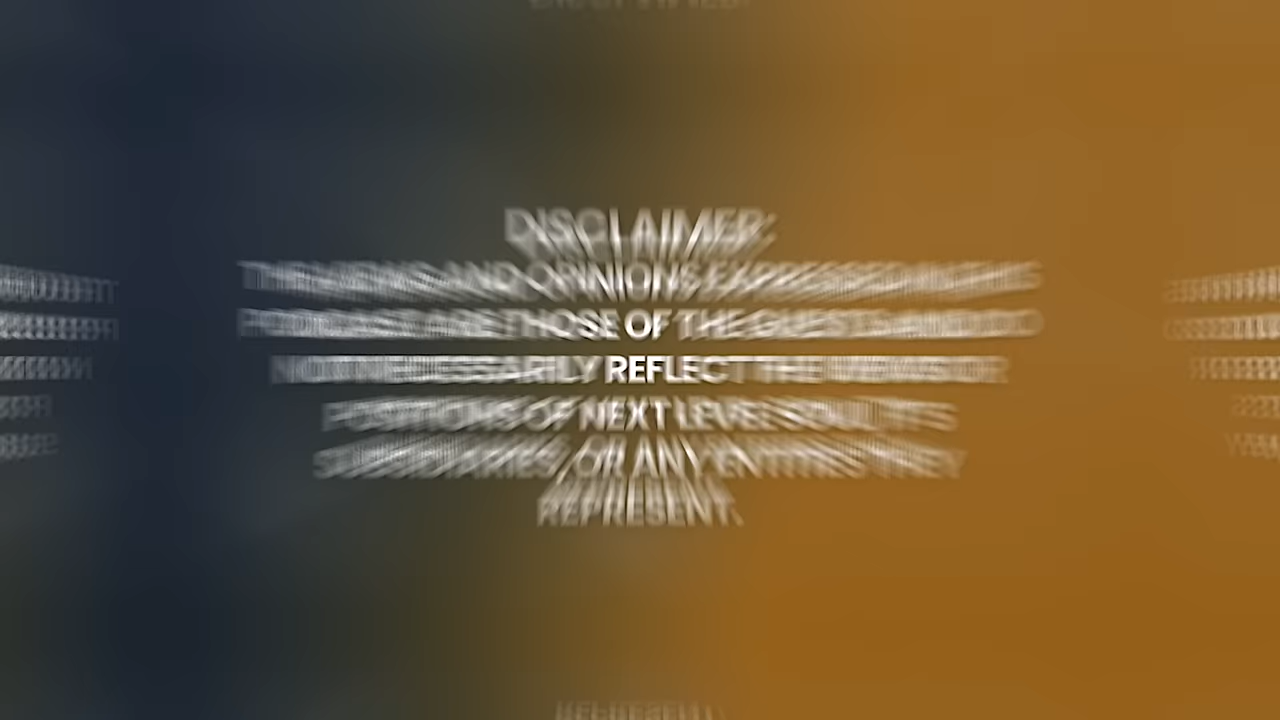 DISCLAIMER:
THE VIEWS AND OPINIONS EXPRESSED IN THIS
PODCAST ARE THOSE OF THE GUESTS AND DO
NOT NECESSARILY REFLECT THE VIEWS OR
POSITIONS OF NEXT LEVEL SOUL, IT'S
SUBSIDIARIES, OR ANY ENTITIES THEY
REPRESENT.